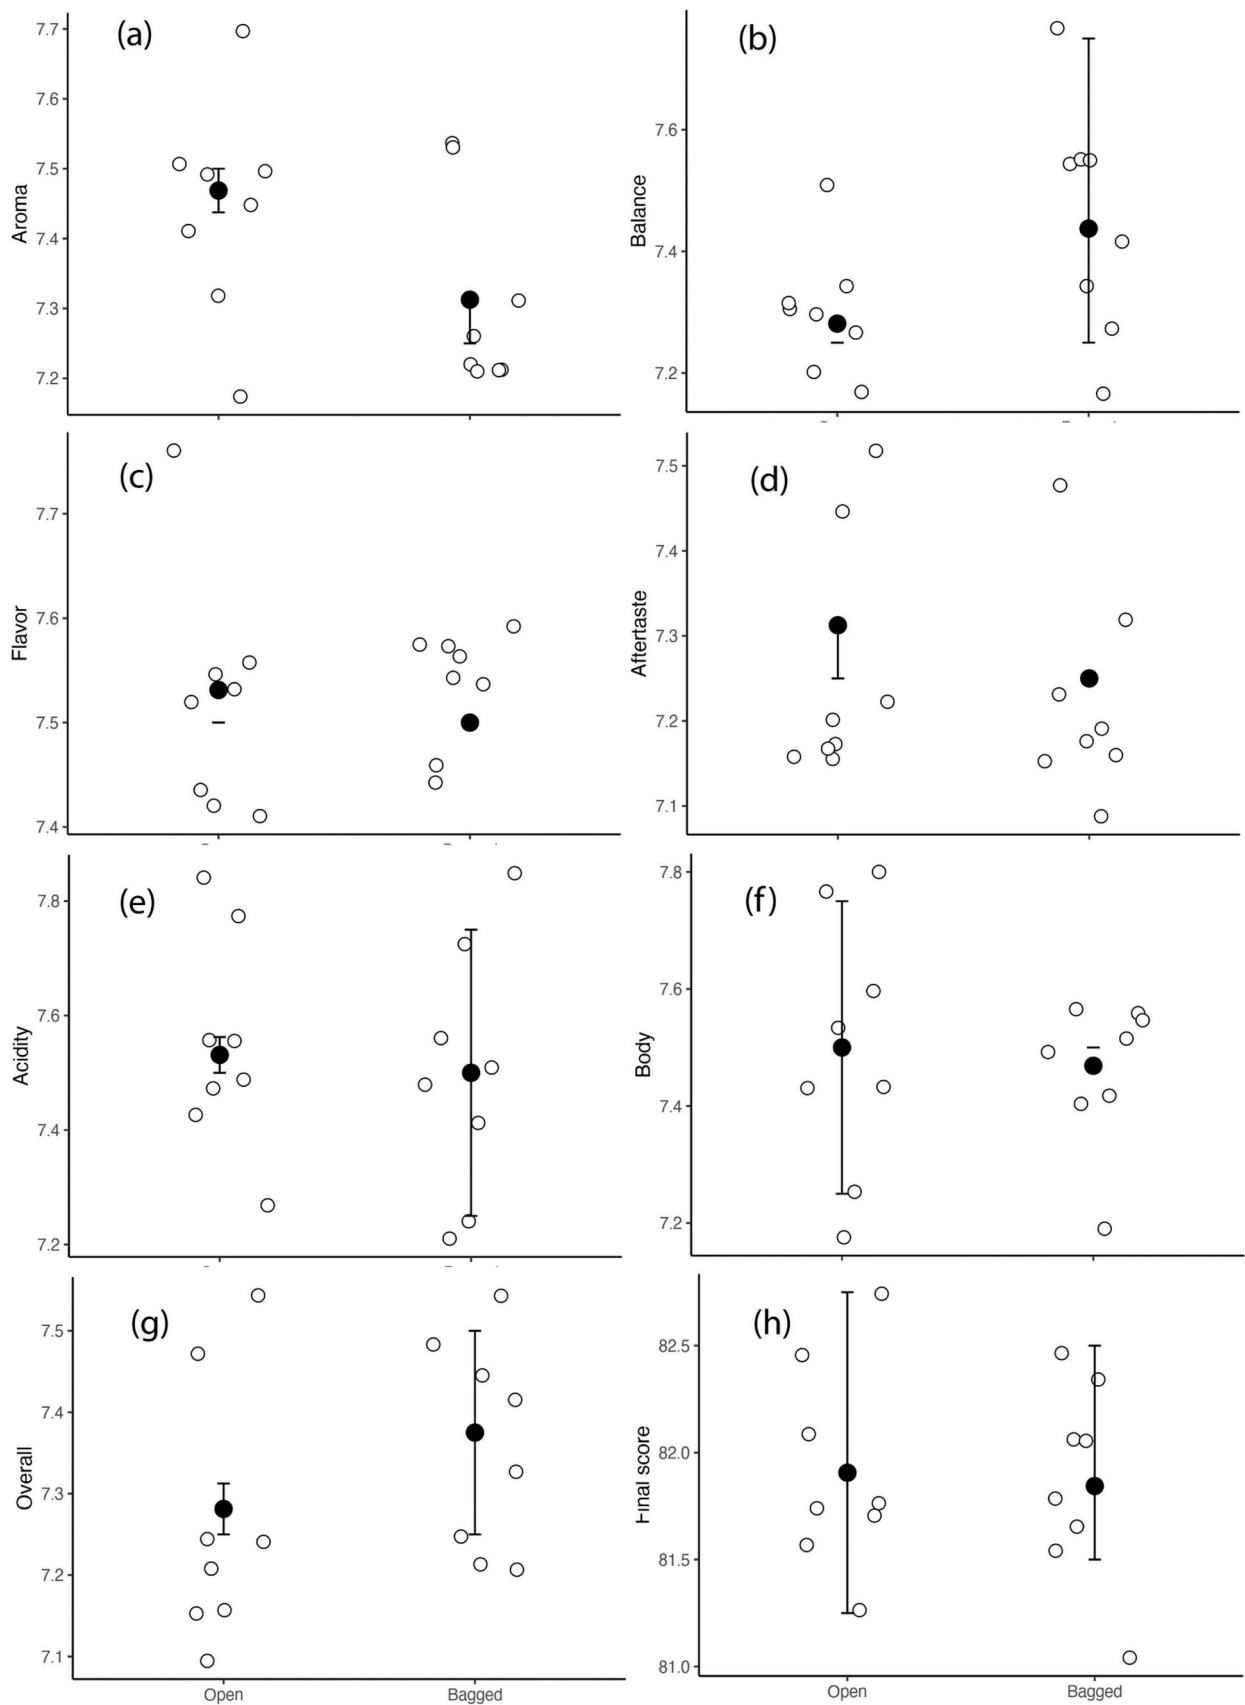 (a)
7.7
7.6
7.5
7.4
7.3
7.2
Aroma
(b)
7.6
7.4
7.2
Balance
(c)
7.7
7.6
7.5
7.4
Flavor
(d)
7.5
7.4
7.3
7.2
7.1
Aftertaste
(e)
7.8
7.6
7.4
7.2
Acidity
(f)
7.8
7.6
7.4
7.2
Body
(g)
7.5
7.4
7.3
7.2
7.1
Overall
Open Bagged
(h)
82.5
82.0
81.5
81.0
Final score
Open Bagged